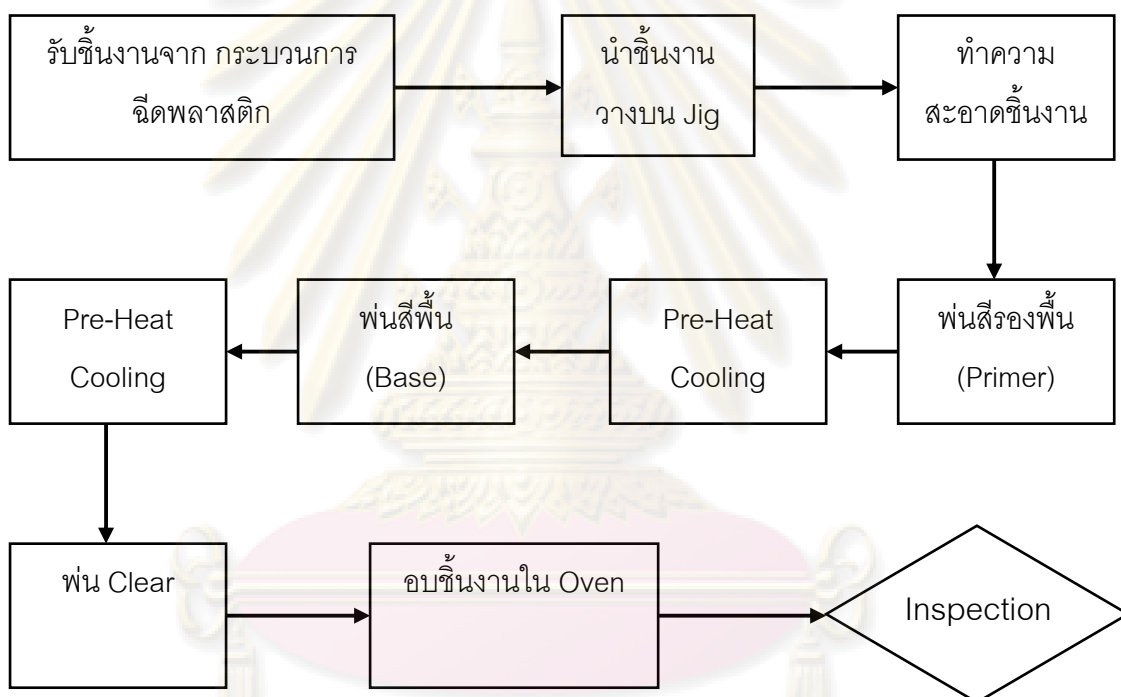 รับชิ้นงานจาก กระบวนการ
ฉีดพลาสติก
นำชิ้นงาน
วางบน Jig
ทำความ
สะอาดชิ้นงาน
พ่นสีรองพื้น
(Primer)
Pre-Heat
Cooling
พ่นสีพื้น
(Base)
Pre-Heat
Cooling
พ่น Clear
อบชิ้นงานใน Oven
Inspection